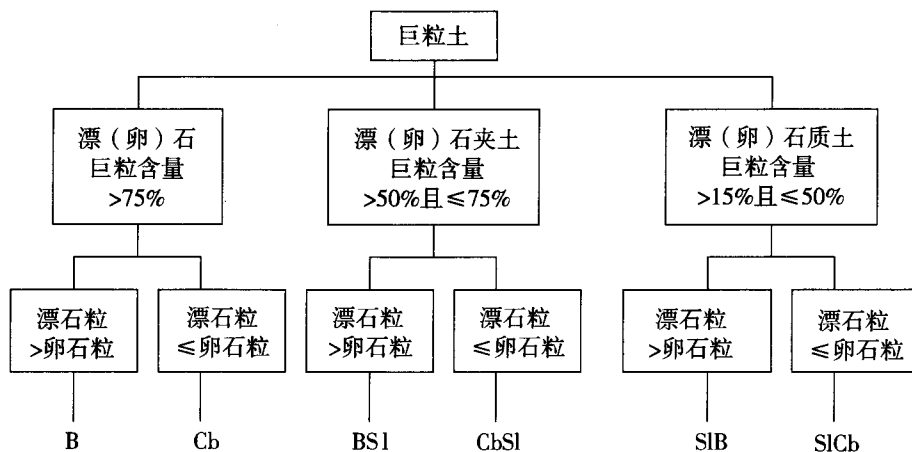 巨粒土
漂（卵）石
巨粒含量
>75%
漂（卵）石夹土
巨粒含量
>50%且≤75%
漂（卵）石质土
巨粒含量
>15%且≤50%
漂石粒
>卵石粒
漂石粒
≤卵石粒
漂石粒
>卵石粒
漂石粒
≤卵石粒
漂石粒
>卵石粒
漂石粒
≤卵石粒
B
Cb
BSl
CbSl
SlB
SlCb